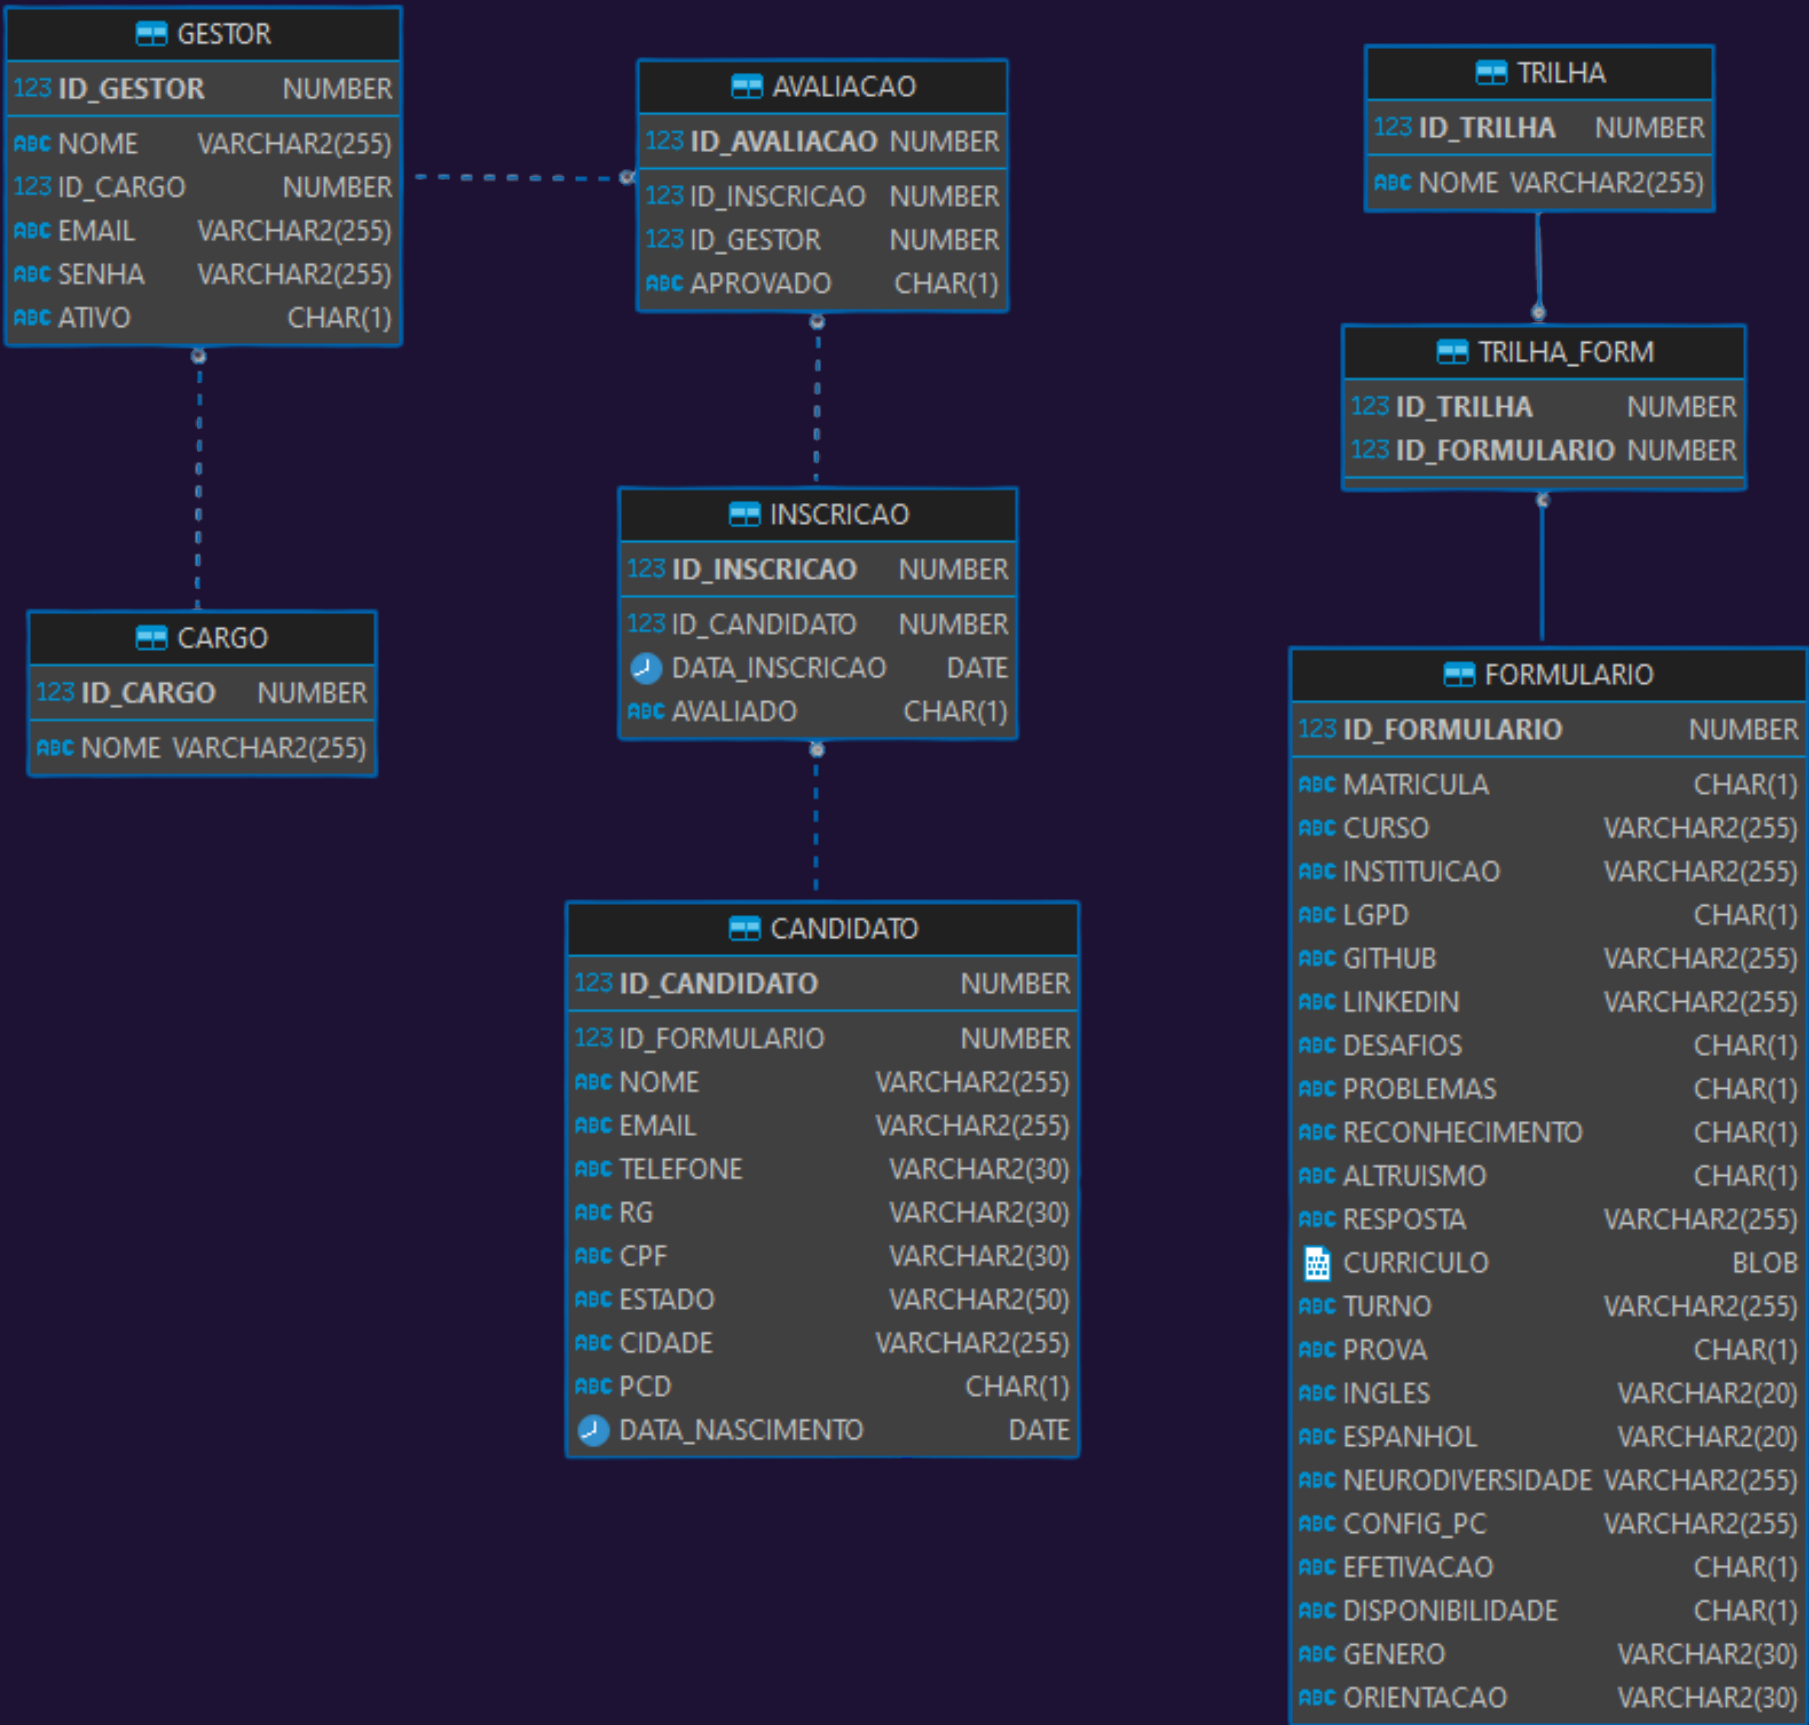 GESTOR
123 ID_GESTOR NUMBER
ABC NOME VARCHAR2(255)
123 ID_CARGO NUMBER
ABC EMAIL VARCHAR2(255)
ABC SENHA VARCHAR2(255)
ABC ATIVO CHAR(1)
CARGO
123 ID_CARGO NUMBER
ABC NOME VARCHAR2(255)
AVALIACAO
123 ID_AVALIACAO NUMBER
123 ID_INSCRICAO NUMBER
123 ID_GESTOR NUMBER
ABC APROVADO CHAR(1)
INSCRICAO
123 ID_INSCRICAO NUMBER
123 ID_CANDIDATO NUMBER
DATA_INSCRICAO DATE
ABC AVALIADO CHAR(1)
CANDIDATO
123 ID_CANDIDATO NUMBER
123 ID_FORMULARIO NUMBER
ABC NOME VARCHAR2(255)
ABC EMAIL VARCHAR2(255)
ABC TELEFONE VARCHAR2(30)
ABC RG VARCHAR2(30)
ABC CPF VARCHAR2(30)
ABC ESTADO VARCHAR2(50)
ABC CIDADE VARCHAR2(255)
ABC PCD CHAR(1)
DATA_NASCIMENTO DATE
TRILHA
123 ID_TRILHA NUMBER
ABC NOME VARCHAR2(255)
TRILHA_FORM
123 ID_TRILHA NUMBER
123 ID_FORMULARIO NUMBER
FORMULARIO
123 ID_FORMULARIO NUMBER
ABC MATRICULA CHAR(1)
ABC CURSO VARCHAR2(255)
ABC INSTITUICAO VARCHAR2(255)
ABC LGPD CHAR(1)
ABC GITHUB VARCHAR2(255)
ABC LINKEDIN VARCHAR2(255)
ABC DESAFIOS CHAR(1)
ABC PROBLEMAS CHAR(1)
ABC RECONHECIMENTO CHAR(1)
ABC ALTRUISMO CHAR(1)
ABC RESPOSTA VARCHAR2(255)
CURRICULO BLOB
ABC TURNO VARCHAR2(255)
ABC PROVA CHAR(1)
ABC INGLES VARCHAR2(20)
ABC ESPANHOL VARCHAR2(20)
ABC NEURODIVERSIDADE VARCHAR2(255)
ABC CONFIG_PC VARCHAR2(255)
ABC EFETIVACAO CHAR(1)
ABC DISPONIBILIDADE CHAR(1)
ABC GENERO VARCHAR2(30)
ABC ORIENTACAO VARCHAR2(30)